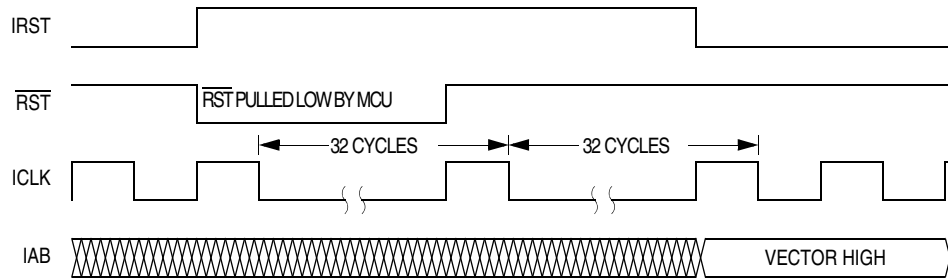 IRST
RST
RST PULLED LOW BY MCU
32 CYCLES
32 CYCLES
ICLK
IAB
VECTOR HIGH